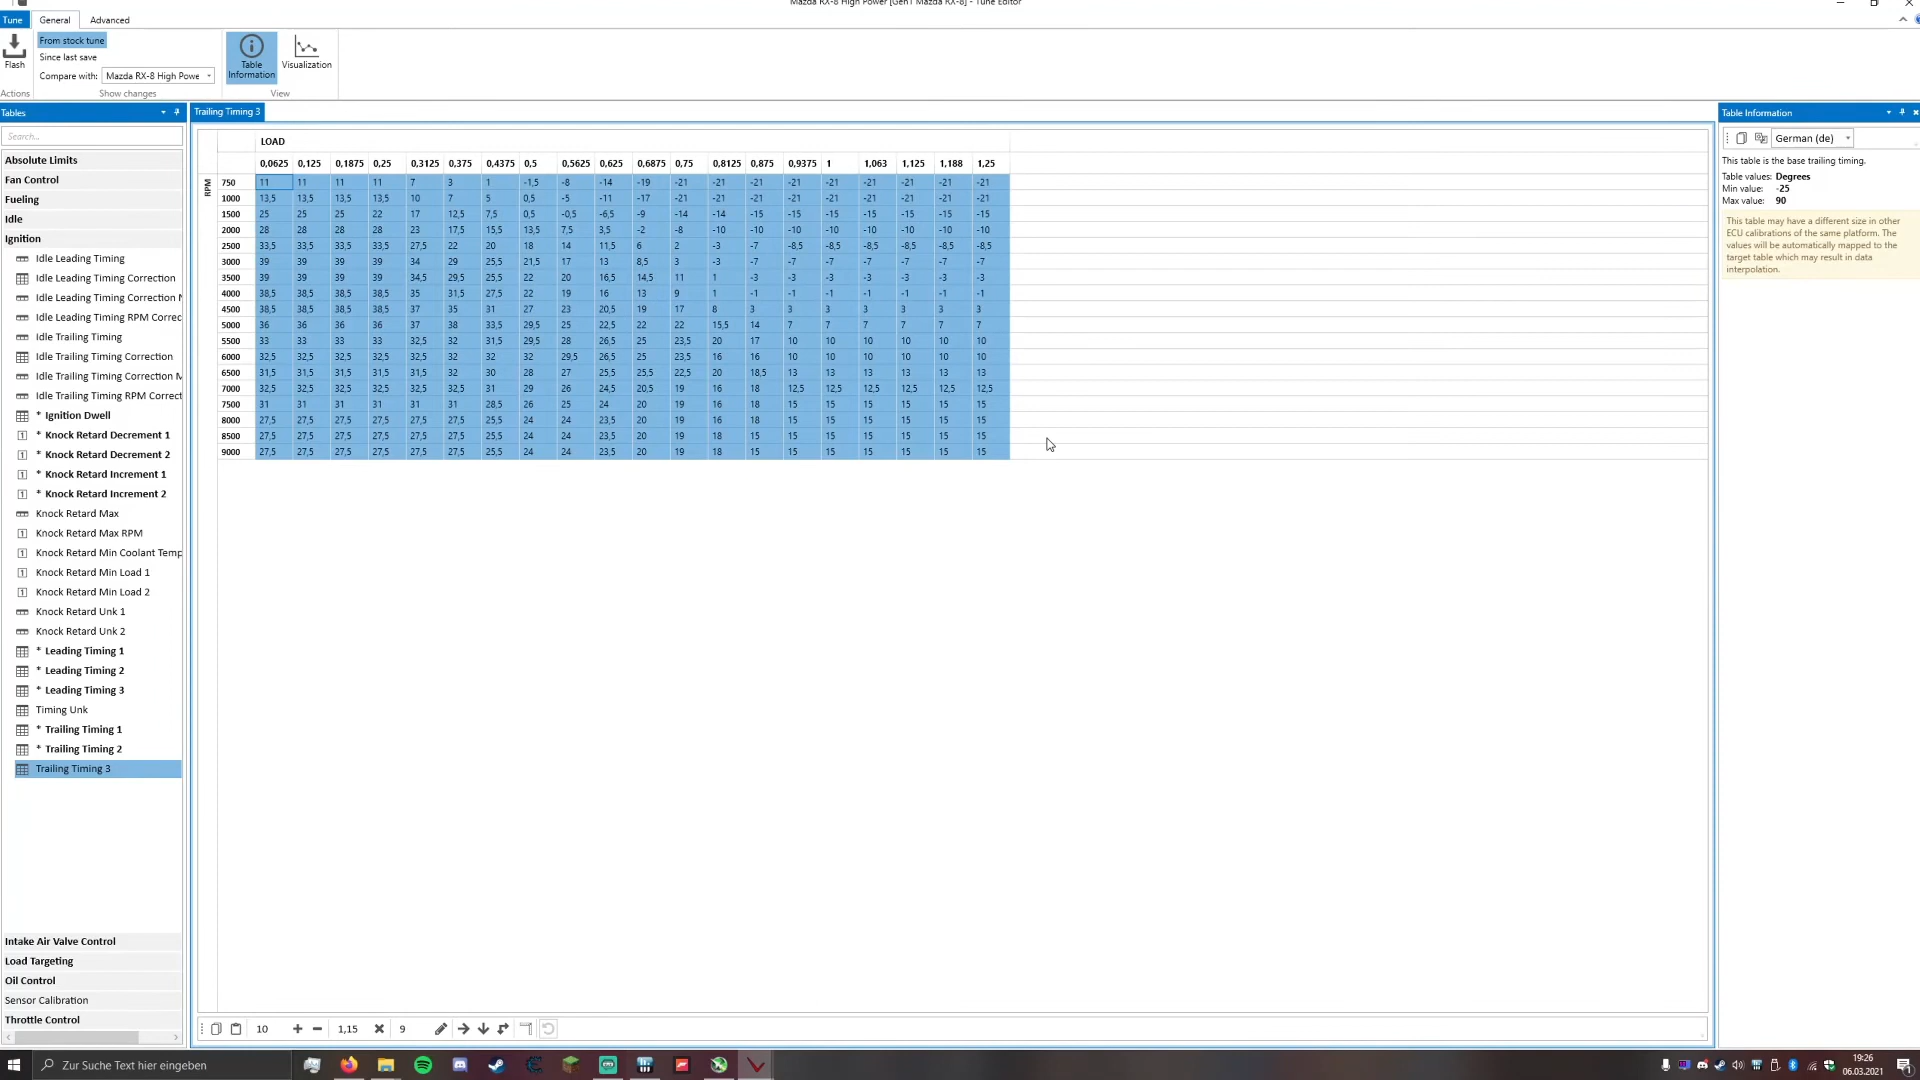 Mazda RX-8 High Power [Gen1 Mazda RX-8] - Tune Editor
Tune General Advanced
From stock tune
Since last save
Compare with: Mazda RX-8 High Powe
Flash
Table Information
Visualization
Actions Show changes View
Tables
Search...
Absolute Limits
Fan Control
Fueling
Idle
Ignition
Idle Leading Timing
Idle Leading Timing Correction
Idle Leading Timing Correction M
Idle Leading Timing RPM Correc
Idle Trailing Timing
Idle Trailing Timing Correction
Idle Trailing Timing Correction M
Idle Trailing Timing RPM Correct
* Ignition Dwell
* Knock Retard Decrement 1
* Knock Retard Decrement 2
* Knock Retard Increment 1
* Knock Retard Increment 2
Knock Retard Max
Knock Retard Max RPM
Knock Retard Min Coolant Temp
Knock Retard Min Load 1
Knock Retard Min Load 2
Knock Retard Unk 1
Knock Retard Unk 2
* Leading Timing 1
* Leading Timing 2
* Leading Timing 3
Timing Unk
* Trailing Timing 1
* Trailing Timing 2
Trailing Timing 3
Intake Air Valve Control
Load Targeting
Oil Control
Sensor Calibration
Throttle Control
Trailing Timing 3
LOAD
0,0625 0,125 0,1875 0,25 0,3125 0,375 0,4375 0,5 0,5625 0,625 0,6875 0,75 0,8125 0,875 0,9375 1 1,063 1,125 1,188 1,25
RPM
750 11 11 11 11 7 3 1 -1,5 -8 -14 -19 -21 -21 -21 -21 -21 -21 -21 -21 -21
1000 13,5 13,5 13,5 13,5 10 7 5 0,5 -5 -11 -17 -21 -21 -21 -21 -21 -21 -21 -21 -21
1500 25 25 25 22 17 12,5 7,5 0,5 -0,5 -6,5 -9 -14 -14 -15 -15 -15 -15 -15 -15 -15
2000 28 28 28 28 23 17,5 15,5 13,5 7,5 3,5 -2 -8 -10 -10 -10 -10 -10 -10 -10 -10
2500 33,5 33,5 33,5 33,5 27,5 22 20 18 14 11,5 6 2 -3 -7 -8,5 -8,5 -8,5 -8,5 -8,5 -8,5
3000 39 39 39 39 34 29 25,5 21,5 17 13 8,5 3 -3 -7 -7 -7 -7 -7 -7 -7
3500 39 39 39 39 34,5 29,5 25,5 22 20 16,5 14,5 11 1 -3 -3 -3 -3 -3 -3 -3
4000 38,5 38,5 38,5 38,5 35 31,5 27,5 22 19 16 13 9 1 -1 -1 -1 -1 -1 -1 -1
4500 38,5 38,5 38,5 38,5 37 35 31 27 23 20,5 19 17 8 3 3 3 3 3 3 3
5000 36 36 36 36 37 38 33,5 29,5 25 22,5 22 22 15,5 14 7 7 7 7 7 7
5500 33 33 33 33 32,5 32 31,5 29,5 28 26,5 25 23,5 20 17 10 10 10 10 10 10
6000 32,5 32,5 32,5 32,5 32,5 32 32 32 29,5 26,5 25 23,5 16 16 10 10 10 10 10 10
6500 31,5 31,5 31,5 31,5 31,5 32 30 28 27 25,5 25,5 22,5 20 18,5 13 13 13 13 13 13
7000 32,5 32,5 32,5 32,5 32,5 32,5 31 29 26 24,5 20,5 19 16 18 12,5 12,5 12,5 12,5 12,5 12,5
7500 31 31 31 31 31 31 28,5 26 25 24 20 19 16 18 15 15 15 15 15 15
8000 27,5 27,5 27,5 27,5 27,5 27,5 25,5 24 24 23,5 20 19 16 18 15 15 15 15 15 15
8500 27,5 27,5 27,5 27,5 27,5 27,5 25,5 24 24 23,5 20 19 18 15 15 15 15 15 15 15
9000 27,5 27,5 27,5 27,5 27,5 27,5 25,5 24 24 23,5 20 19 18 15 15 15 15 15 15 15
10 1,15 9
Table Information
German (de)
This table is the base trailing timing.
Table values: Degrees
Min value: -25
Max value: 90
This table may have a different size in other
ECU calibrations of the same platform. The
values will be automatically mapped to the
target table which may result in data
interpolation.
Zur Suche Text hier eingeben
19:26
06.03.2021